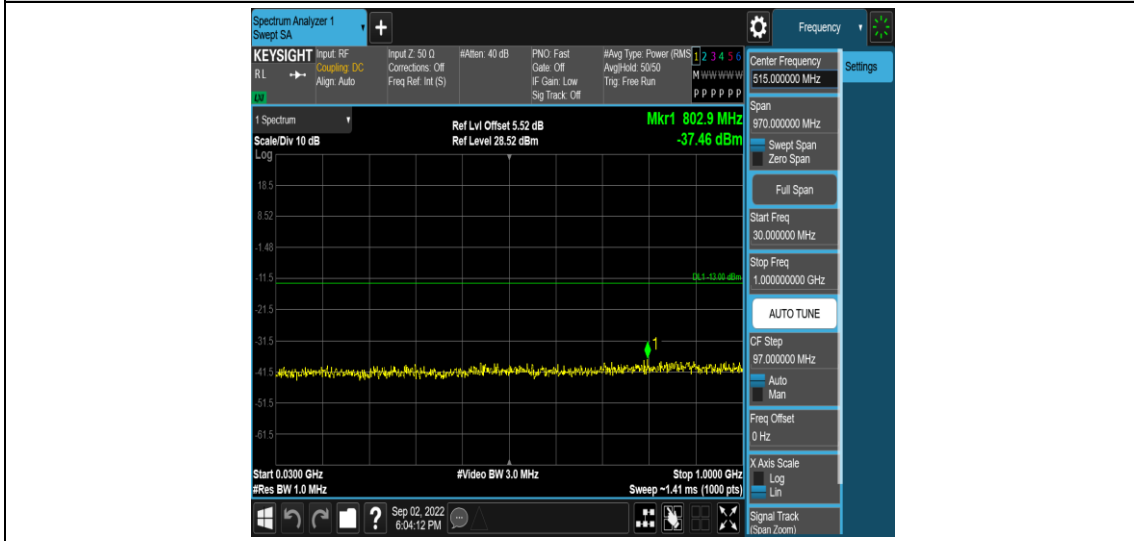 Spectrum Analyzer 1
Swept SA
+
Frequency
KEYSIGHT
RL
LXI
Input: RF
Coupling: DC
Align: Auto
Input Z: 50 Ω
Corrections: Off
Freq Ref: Int (S)
#Atten: 40 dB
PNO: Fast
Gate: Off
IF Gain: Low
Sig Track: Off
#Avg Type: Power (RMS
Avg|Hold: 50/50
Trig: Free Run
1 2 3 4 5 6
M W W W W W
P P P P P P
1 Spectrum
Scale/Div 10 dB
Log
Ref Lvl Offset 5.52 dB
Ref Level 28.52 dBm
Mkr1 802.9 MHz
-37.46 dBm
18.5
8.52
-1.48
-11.5
-21.5
-31.5
-41.5
-51.5
-61.5
DL1 -13.00 dBm
1
Start 0.0300 GHz
#Res BW 1.0 MHz
#Video BW 3.0 MHz
Stop 1.0000 GHz
Sweep ~1.41 ms (1000 pts)
?
Sep 02, 2022
6:04:12 PM
Center Frequency
515.000000 MHz
Span
970.000000 MHz
Swept Span
Zero Span
Full Span
Start Freq
30.000000 MHz
Stop Freq
1.000000000 GHz
AUTO TUNE
CF Step
97.000000 MHz
Auto
Man
Freq Offset
0 Hz
X Axis Scale
Log
Lin
Signal Track
(Span Zoom)
Settings